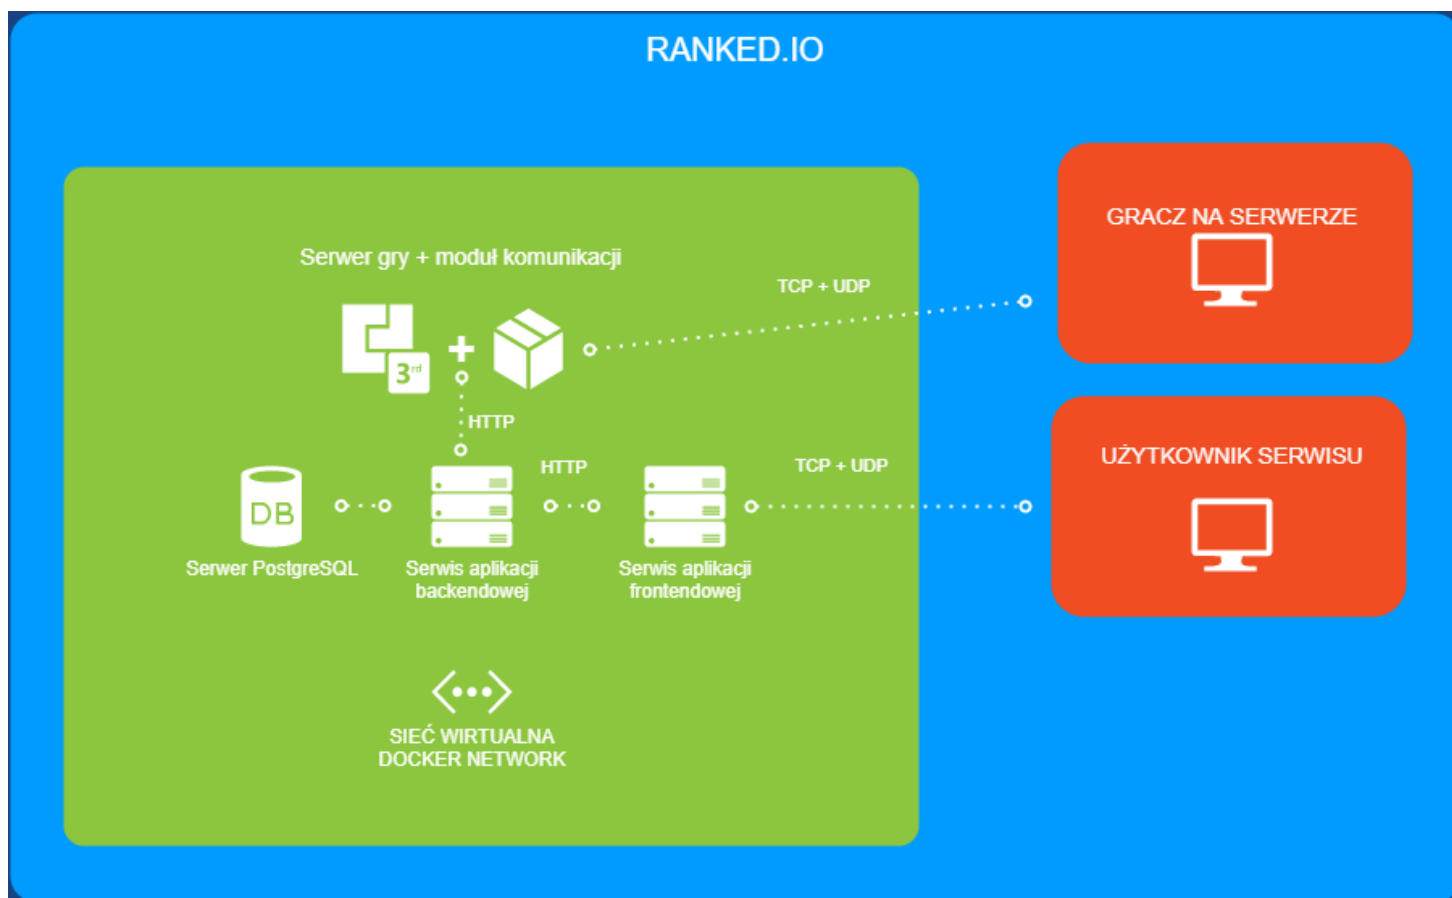 RANKED.IO
GRACZ NA SERWERZE
Serwer gry + moduł komunikacji
TCP + UDP
3rd
HTTP
UŻYTKOWNIK SERWISU
HTTP
TCP + UDP
DB
Serwer PostgreSQL
Serwis aplikacji
backendowej
Serwis aplikacji
frontendowej
SIEĆ WIRTUALNA
DOCKER NETWORK